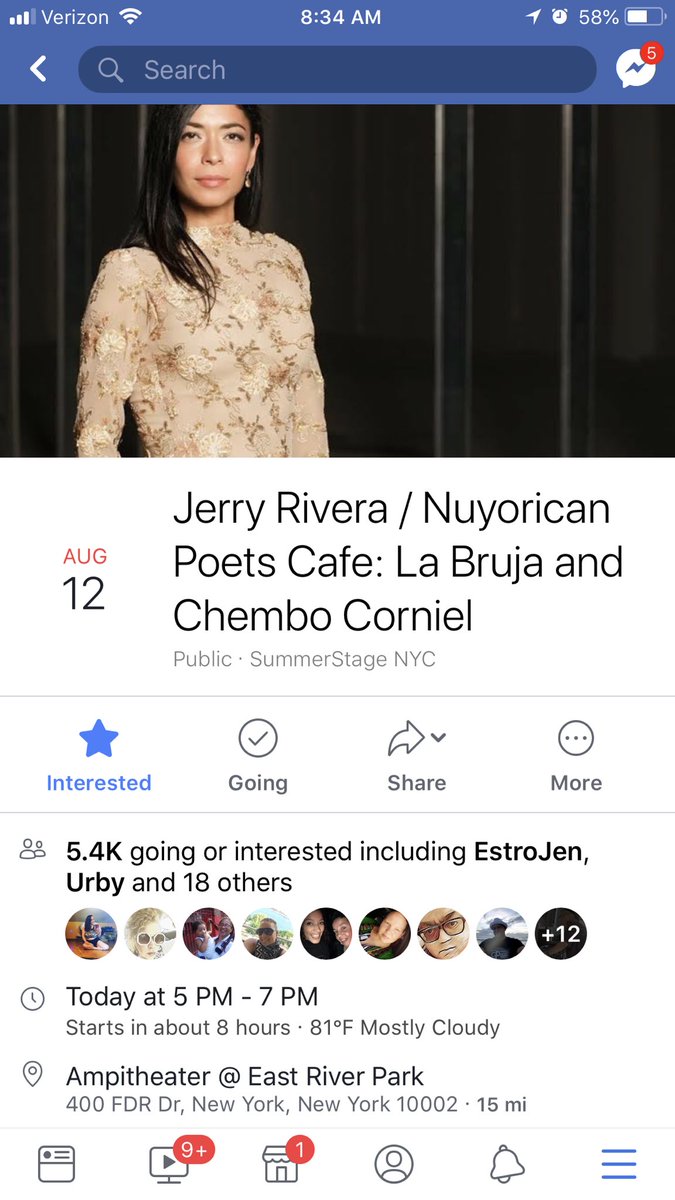 Verizon 8:34 AM 58%
Search 5
AUG
12
Jerry Rivera / Nuyorican
Poets Cafe: La Bruja and
Chembo Corniel
Public · SummerStage NYC
Interested Going Share More
5.4K going or interested including EstroJen,
Urby and 18 others
+12
Today at 5 PM - 7 PM
Starts in about 8 hours · 81°F Mostly Cloudy
Ampitheater @ East River Park
400 FDR Dr, New York, New York 10002 · 15 mi
9+ 1